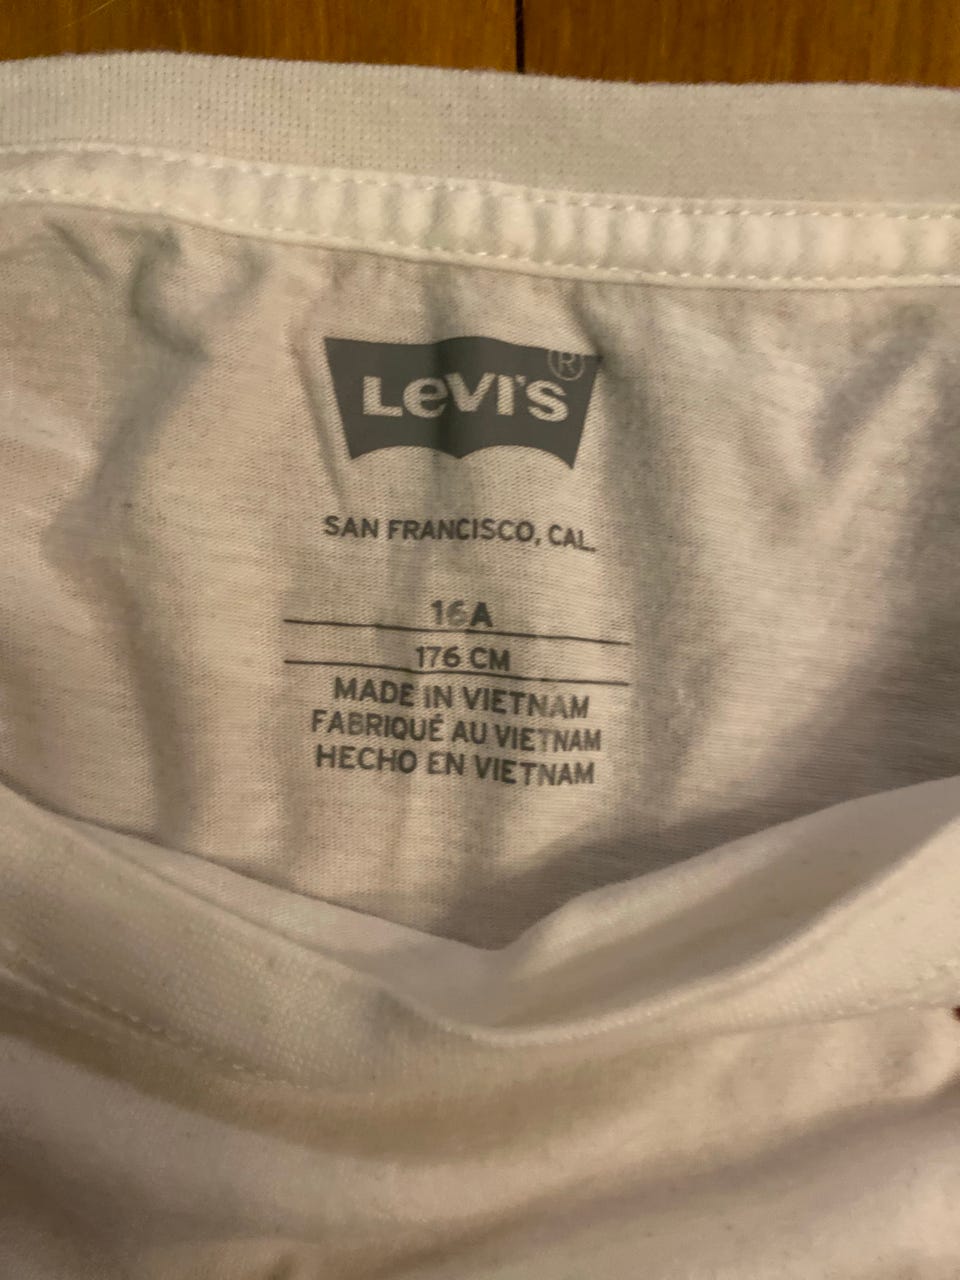 LEVI'S®
SAN FRANCISCO, CAL.
16A
176 CM
MADE IN VIETNAM
FABRIQUÉ AU VIETNAM
HECHO EN VIETNAM